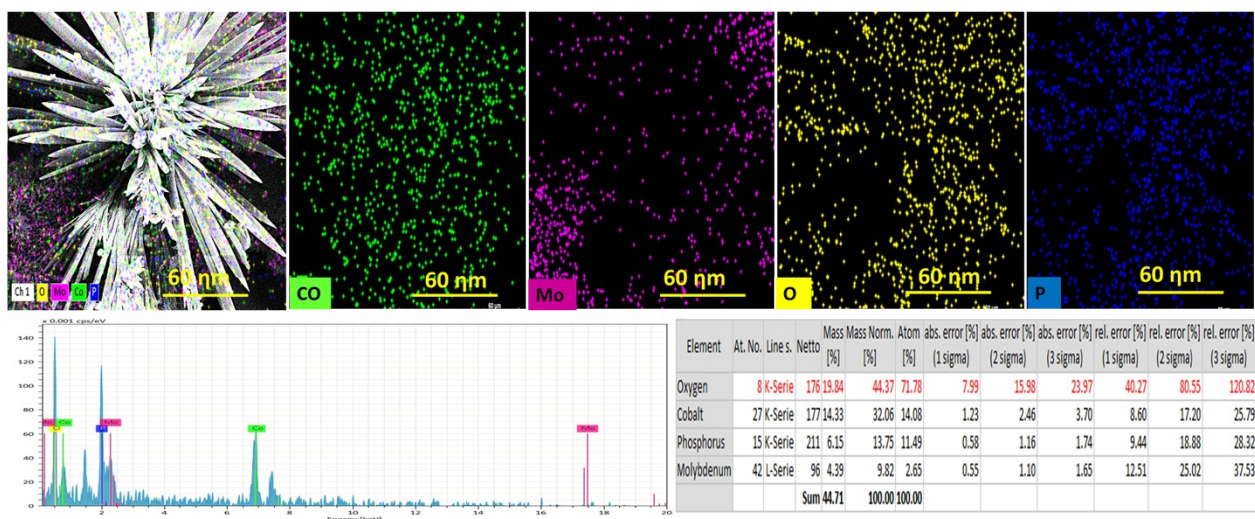 Ch 1 O Mo Co P
60 ηm
CO
60 ηm
Mo
60 ηm
O
60 ηm
P
60 ηm
x 0.001 cps/eV
140
120
100
80
60
40
20
0
Mo O Co P Mo Co Mo
2 4 6 8 10 12 14 16 18 20
Energy [keV]
Element At. No. Line s. Netto Mass [%] Mass Norm. [%] Atom [%] abs. error [%] (1 sigma) abs. error [%] (2 sigma) abs. error [%] (3 sigma) rel. error [%] (1 sigma) rel. error [%] (2 sigma) rel. error [%] (3 sigma)
Oxygen 8 K-Serie 176 19.84 44.37 71.78 7.99 15.98 23.97 40.27 80.55 120.82
Cobalt 27 K-Serie 177 14.33 32.06 14.08 1.23 2.46 3.70 8.60 17.20 25.79
Phosphorus 15 K-Serie 211 6.15 13.75 11.49 0.58 1.16 1.74 9.44 18.88 28.32
Molybdenum 42 L-Serie 96 4.39 9.82 2.65 0.55 1.10 1.65 12.51 25.02 37.53
Sum 44.71 100.00 100.00